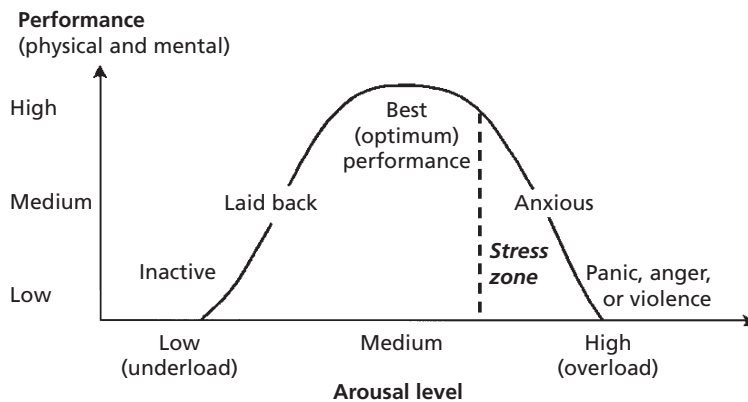 Performance
(physical and mental)
High
Best
(optimum)
performance
Medium
Laid back
Anxious
Inactive
Stress
zone
Panic, anger,
or violence
Low
Low
(underload)
Medium
High
(overload)
Arousal level